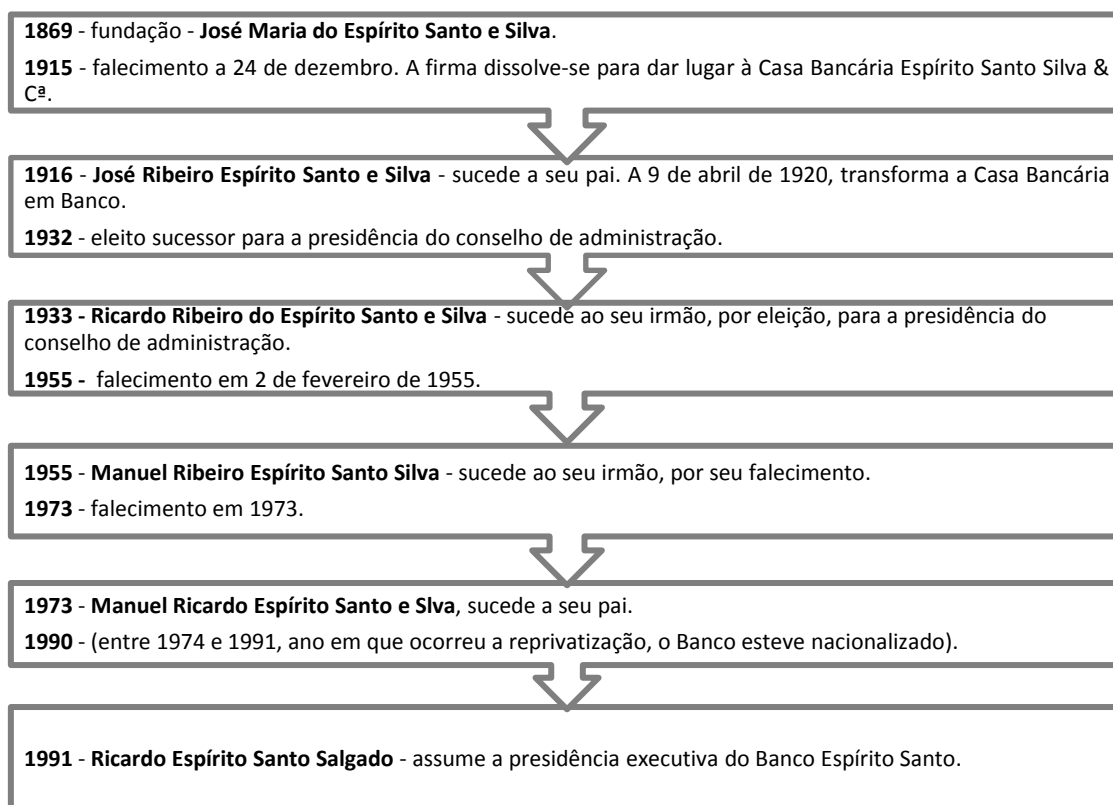 1869 - fundação - José Maria do Espírito Santo e Silva.
1915 - falecimento a 24 de dezembro. A firma dissolve-se para dar lugar à Casa Bancária Espírito Santo Silva &
Cª.
1916 - José Ribeiro Espírito Santo e Silva - sucede a seu pai. A 9 de abril de 1920, transforma a Casa Bancária
em Banco.
1932 - eleito sucessor para a presidência do conselho de administração.
1933 - Ricardo Ribeiro do Espírito Santo e Silva - sucede ao seu irmão, por eleição, para a presidência do
conselho de administração.
1955 - falecimento em 2 de fevereiro de 1955.
1955 - Manuel Ribeiro Espírito Santo Silva - sucede ao seu irmão, por seu falecimento.
1973 - falecimento em 1973.
1973 - Manuel Ricardo Espírito Santo e Slva, sucede a seu pai.
1990 - (entre 1974 e 1991, ano em que ocorreu a reprivatização, o Banco esteve nacionalizado).
1991 - Ricardo Espírito Santo Salgado - assume a presidência executiva do Banco Espírito Santo.